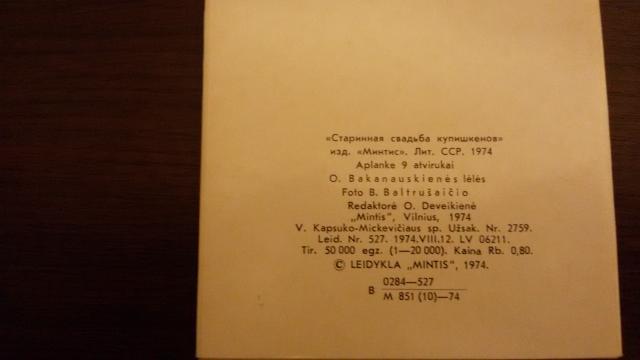 «Старинная свадьба купишкенов»
изд. «Минтис». Лит. ССР. 1974
Aplanke 9 atvirukai
O. Bakanauskienės lėlės
Foto B. Baltrušaičio
Redaktorė O. Deveikienė
„Mintis", Vilnius, 1974
V. Kapsuko-Mickevičiaus sp. Užsak. Nr. 2759.
Leid. Nr. 527. 1974.VIII.12. LV 06211.
Tir. 50 000 egz. (1—20 000). Kaina Rb. 0,80.
© LEIDYKLA „MINTIS", 1974.
B 0284—527
M 851 (10)—74